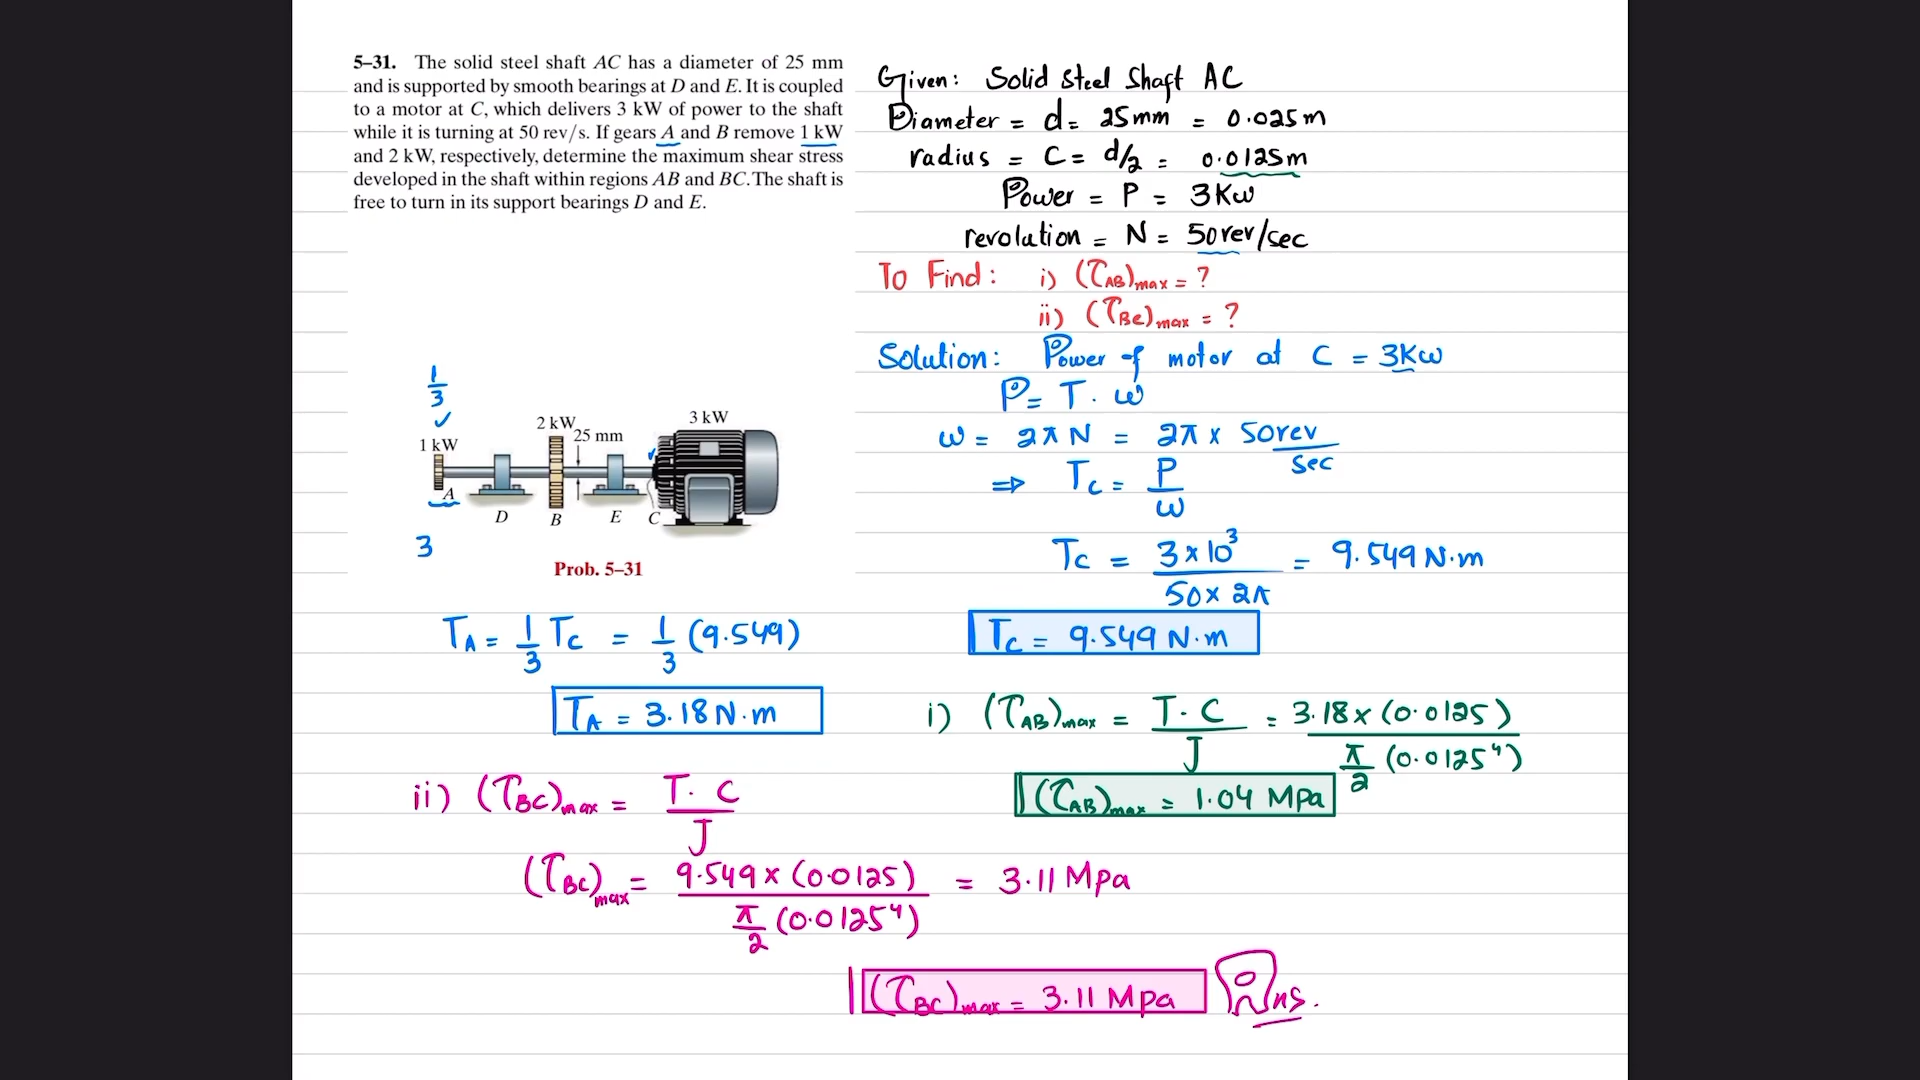 5–31. The solid steel shaft AC has a diameter of 25 mm
and is supported by smooth bearings at D and E. It is coupled
to a motor at C, which delivers 3 kW of power to the shaft
while it is turning at 50 rev/s. If gears A and B remove 1 kW
and 2 kW, respectively, determine the maximum shear stress
developed in the shaft within regions AB and BC. The shaft is
free to turn in its support bearings D and E.
Given: Solid Steel Shaft AC
Diameter = d = 25mm = 0.025m
radius = C = d/2 = 0.0125m
Power = P = 3Kw
revolution = N = 50rev/sec
To Find: i) (τAB)max = ?
ii) (τBC)max = ?
Solution: Power of motor at C = 3Kw
P = T · ω
ω = 2πN = 2π × 50rev/sec
⇒ Tc = P/ω
Tc = 3×10³/(50×2π) = 9.549 N·m
Tc = 9.549 N·m
1/3
✓
1 kW
2 kW
25 mm
3 kW
A
D
B
E
C
3
Prob. 5–31
TA = 1/3 Tc = 1/3 (9.549)
TA = 3.18 N·m
i) (τAB)max = T·C/J = 3.18×(0.0125)/(π/2 (0.0125⁴))
(τAB)max = 1.04 MPa
ii) (τBC)max = T·C/J
(τBC)max = 9.549×(0.0125)/(π/2 (0.0125⁴)) = 3.11 MPa
(τBC)max = 3.11 MPa Ans.